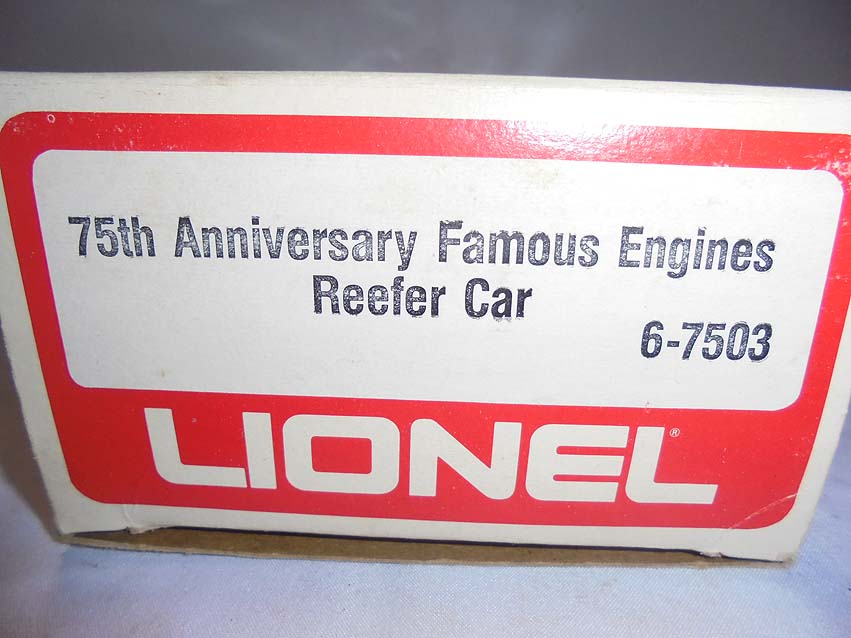 75th Anniversary Famous Engines
Reefer Car
6-7503
LIONEL®